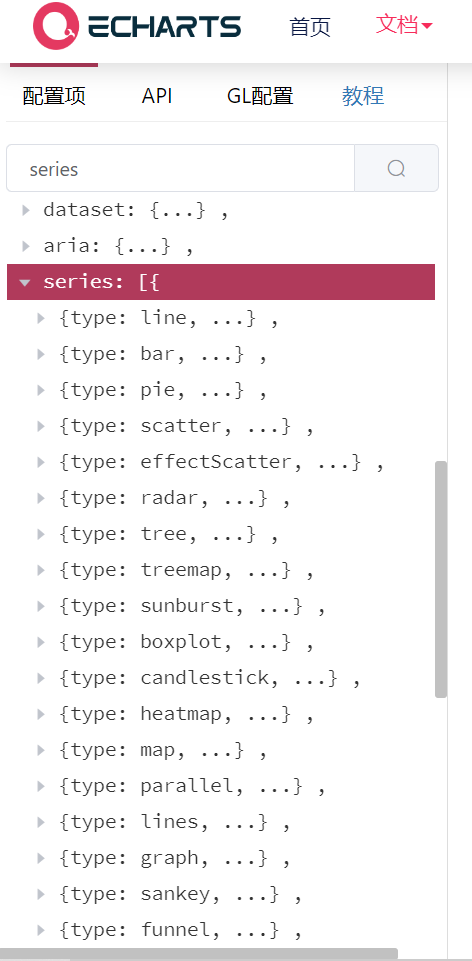 ECHARTS 首页 文档
配置项 API GL配置 教程
series
dataset: {...} ,
aria: {...} ,
series: [{
{type: line, ...} ,
{type: bar, ...} ,
{type: pie, ...} ,
{type: scatter, ...} ,
{type: effectScatter, ...} ,
{type: radar, ...} ,
{type: tree, ...} ,
{type: treemap, ...} ,
{type: sunburst, ...} ,
{type: boxplot, ...} ,
{type: candlestick, ...} ,
{type: heatmap, ...} ,
{type: map, ...} ,
{type: parallel, ...} ,
{type: lines, ...} ,
{type: graph, ...} ,
{type: sankey, ...} ,
{type: funnel, ...} ,